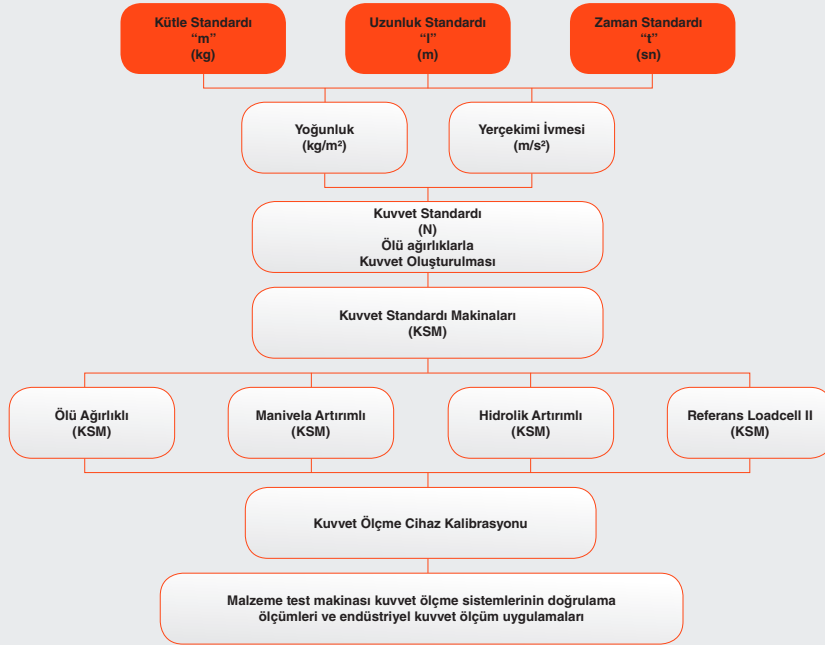 Kütle Standardı
“m”
(kg)
Uzunluk Standardı
“l”
(m)
Zaman Standardı
“t”
(sn)
Yoğunluk
(kg/m²)
Yerçekimi İvmesi
(m/s²)
Kuvvet Standardı
(N)
Ölü ağırlıklarla
Kuvvet Oluşturulması
Kuvvet Standardı Makinaları
(KSM)
Ölü Ağırlıklı
(KSM)
Manivela Artırımlı
(KSM)
Hidrolik Artırımlı
(KSM)
Referans Loadcell II
(KSM)
Kuvvet Ölçme Cihaz Kalibrasyonu
Malzeme test makinası kuvvet ölçme sistemlerinin doğrulama
ölçümleri ve endüstriyel kuvvet ölçüm uygulamaları